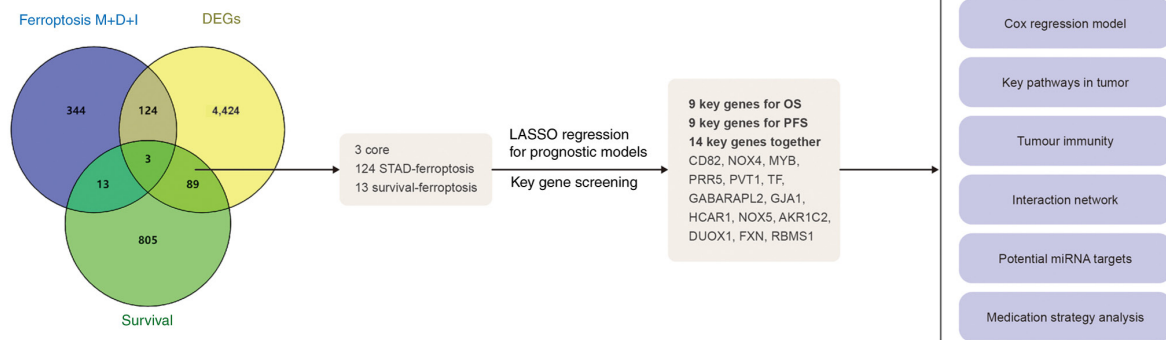 Ferroptosis M+D+I
DEGs
344
124
4,424
3
13
89
805
Survival
3 core
124 STAD-ferroptosis
13 survival-ferroptosis
LASSO regression
for prognostic models
Key gene screening
9 key genes for OS
9 key genes for PFS
14 key genes together
CD82, NOX4, MYB,
PRR5, PVT1, TF,
GABARAPL2, GJA1,
HCAR1, NOX5, AKR1C2,
DUOX1, FXN, RBMS1
Cox regression model
Key pathways in tumor
Tumour immunity
Interaction network
Potential miRNA targets
Medication strategy analysis